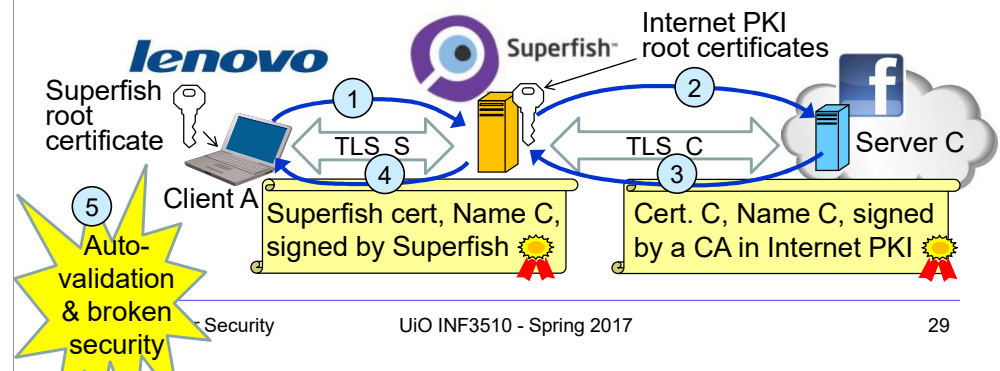 lenovo
Superfish
Internet PKI
root certificates
Superfish
root
certificate
1
2
TLS_S
TLS_C
Server C
4
3
Client A
Superfish cert, Name C,
signed by Superfish
Cert. C, Name C, signed
by a CA in Internet PKI
5
Auto-
validation
& broken
security
Security
UiO INF3510 - Spring 2017
29